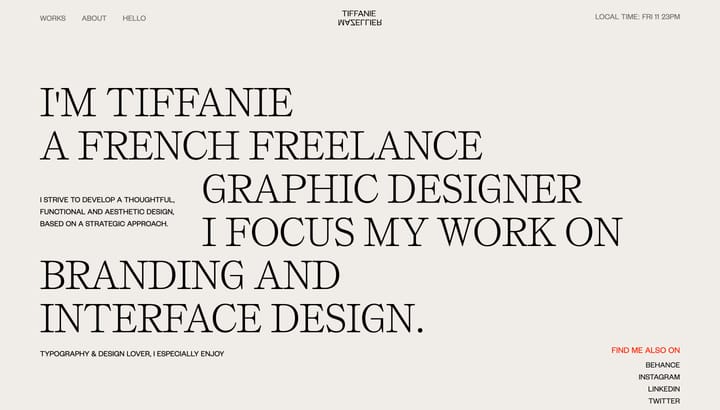 WORKS ABOUT HELLO
TIFFANIE
MAZELLIER
LOCAL TIME: FRI 11 23PM
I'M TIFFANIE
A FRENCH FREELANCE
GRAPHIC DESIGNER
I FOCUS MY WORK ON
I STRIVE TO DEVELOP A THOUGHTFUL,
FUNCTIONAL AND AESTHETIC DESIGN,
BASED ON A STRATEGIC APPROACH.
BRANDING AND
INTERFACE DESIGN.
TYPOGRAPHY & DESIGN LOVER, I ESPECIALLY ENJOY
FIND ME ALSO ON
BEHANCE
INSTAGRAM
LINKEDIN
TWITTER